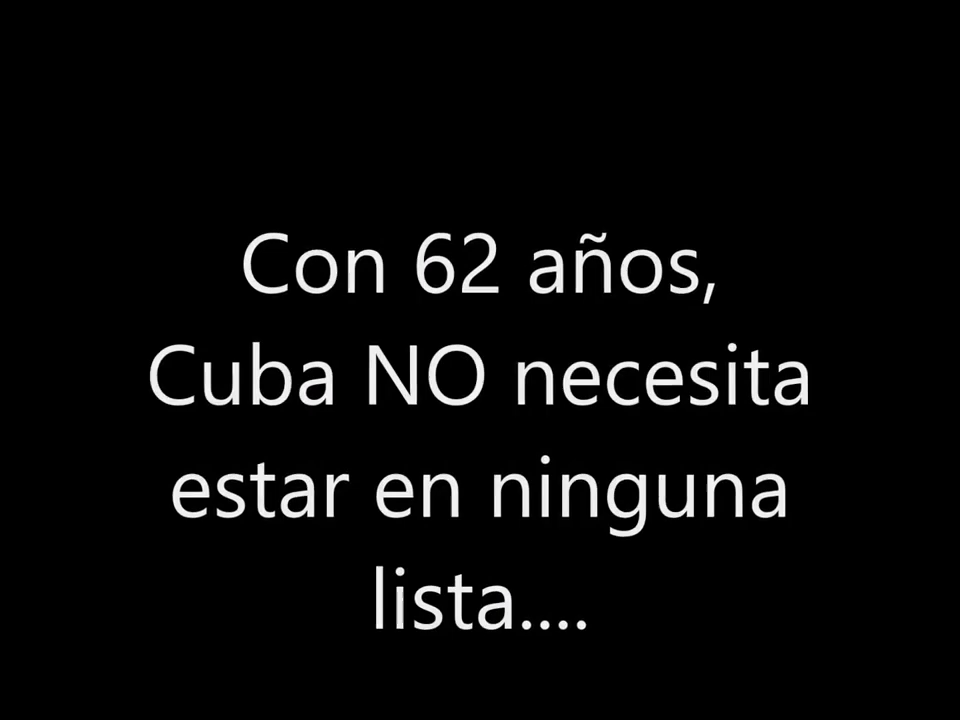 Con 62 años,
Cuba NO necesita
estar en ninguna
lista....